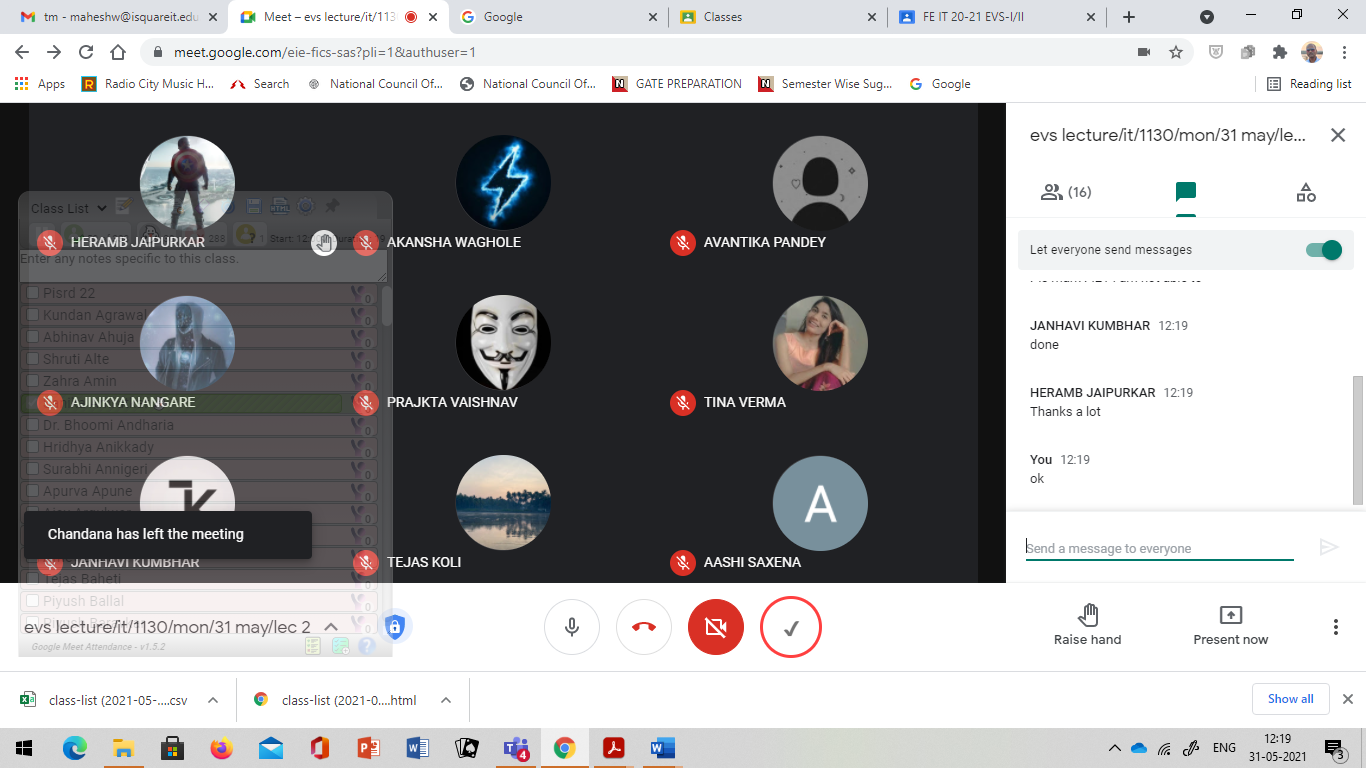 tm - maheshw@isquareit.edu
Meet – evs lecture/it/113
Google
Classes
FE IT 20-21 EVS-I/II
meet.google.com/eie-fics-sas?pli=1&authuser=1
Apps
Radio City Music H...
Search
National Council Of...
National Council Of...
GATE PREPARATION
Semester Wise Sug...
Google
Reading list
evs lecture/it/1130/mon/31 may/le...
(16)
Let everyone send messages
JANHAVI KUMBHAR 12:19
done
HERAMB JAIPURKAR 12:19
Thanks a lot
You 12:19
ok
Send a message to everyone
Class List
HERAMB JAIPURKAR
AKANSHA WAGHOLE
AVANTIKA PANDEY
Enter any notes specific to this class.
Pisrd 22
Kundan Agrawal
Abhinav Ahuja
Shruti Alte
Zahra Amin
AJINKYA NANGARE
PRAJKTA VAISHNAV
TINA VERMA
Dr. Bhoomi Andharia
Hridhya Anikkady
Surabhi Annigeri
Apurva Apune
K
A
Chandana has left the meeting
JANHAVI KUMBHAR
TEJAS KOLI
AASHI SAXENA
Tejas Baheti
Piyush Ballal
evs lecture/it/1130/mon/31 may/lec 2
Google Meet Attendance - v1.5.2
Raise hand
Present now
class-list (2021-05-....csv
class-list (2021-0....html
Show all
4
ENG
12:19
31-05-2021
3